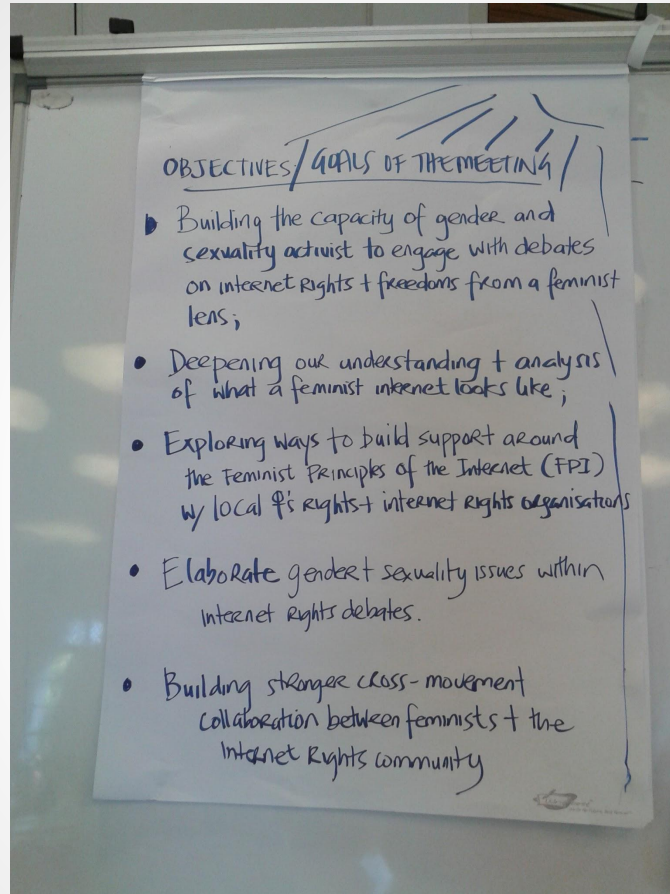 OBJECTIVES/GOALS OF THE MEETING/
Building the capacity of gender and
sexuality activist to engage with debates
on internet Rights + freedoms from a feminist
lens;
• Deepening our understanding + analysis
of what a feminist internet looks like;
• Exploring ways to build support around
the Feminist Principles of the Internet (FPI)
w/ local ♀'s Rights + internet Rights organisations
• Elaborate gender + sexuality issues within
Internet Rights debates.
• Building stronger cross-movement
collaboration between feminists + the
Internet Rights community